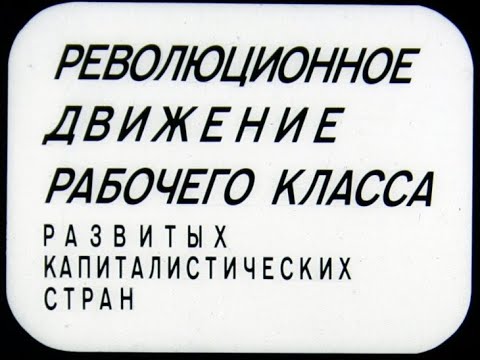 РЕВОЛЮЦИОННОЕ
ДВИЖЕНИЕ
РАБОЧЕГО КЛАССА
РАЗВИТЫХ
КАПИТАЛИСТИЧЕСКИХ
СТРАН